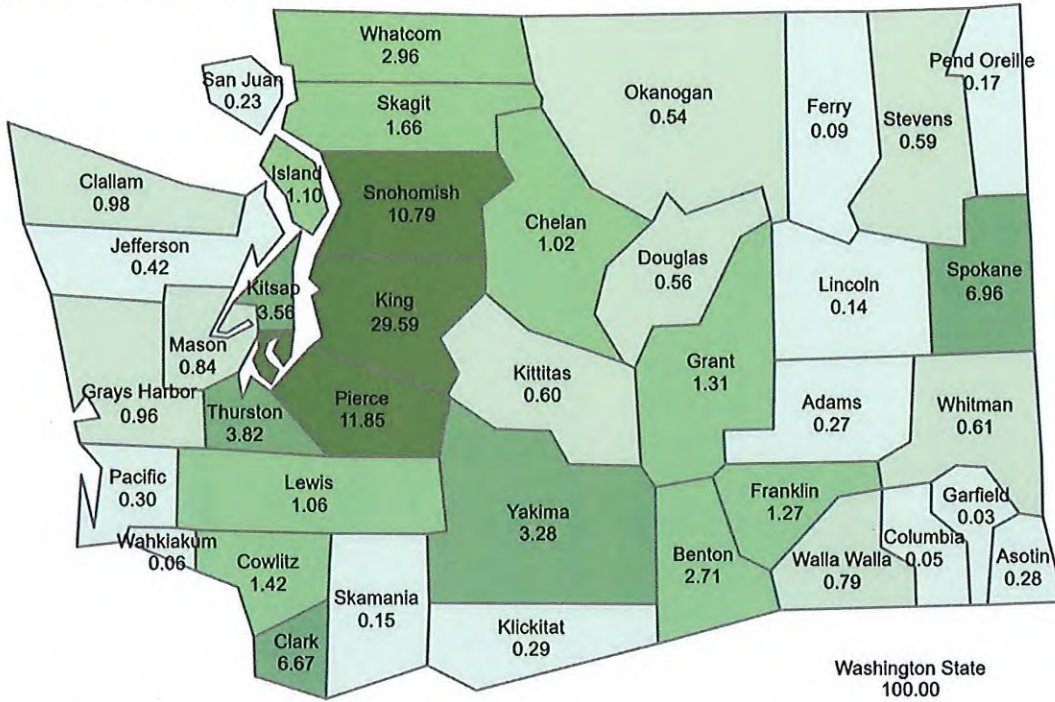 Whatcom
2.96
San Juan
0.23
Skagit
1.66
Okanogan
0.54
Ferry
0.09
Stevens
0.59
Pend Oreille
0.17
Island
1.10
Clallam
0.98
Snohomish
10.79
Chelan
1.02
Jefferson
0.42
Douglas
0.56
Kitsap
3.56
King
29.59
Lincoln
0.14
Spokane
6.96
Mason
0.84
Grays Harbor
0.96
Thurston
3.82
Pierce
11.85
Kittitas
0.60
Grant
1.31
Adams
0.27
Whitman
0.61
Pacific
0.30
Lewis
1.06
Yakima
3.28
Franklin
1.27
Garfield
0.03
Wahkiakum
0.06
Cowlitz
1.42
Benton
2.71
Walla Walla
0.79
Columbia
0.05
Asotin
0.28
Skamania
0.15
Clark
6.67
Klickitat
0.29
Washington State
100.00